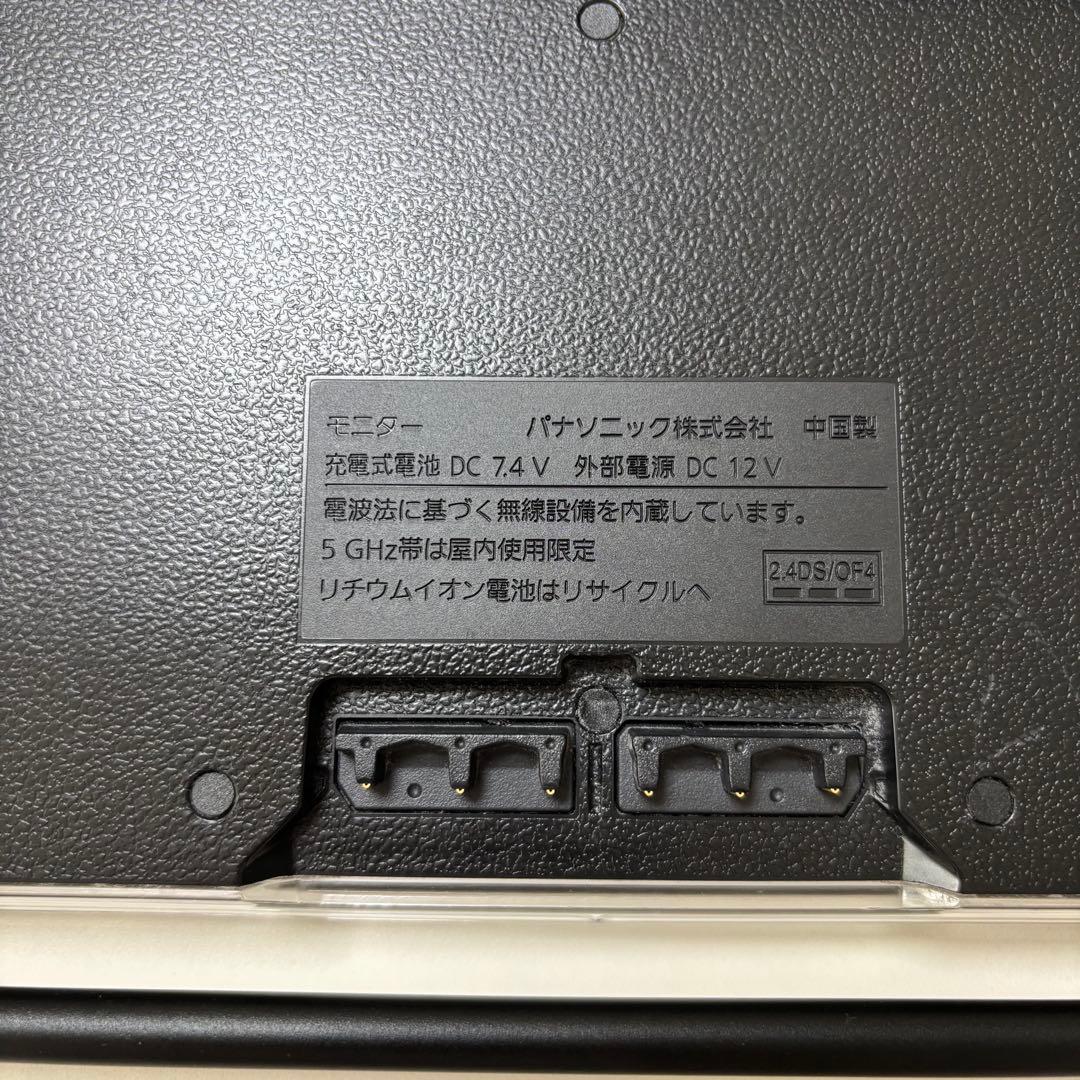 モニター パナソニック株式会社 中国製
充電式電池 DC 7.4 V 外部電源 DC 12 V
電波法に基づく無線設備を内蔵しています。
5 GHz帯は屋内使用限定
リチウムイオン電池はリサイクルへ
2.4DS/OF4